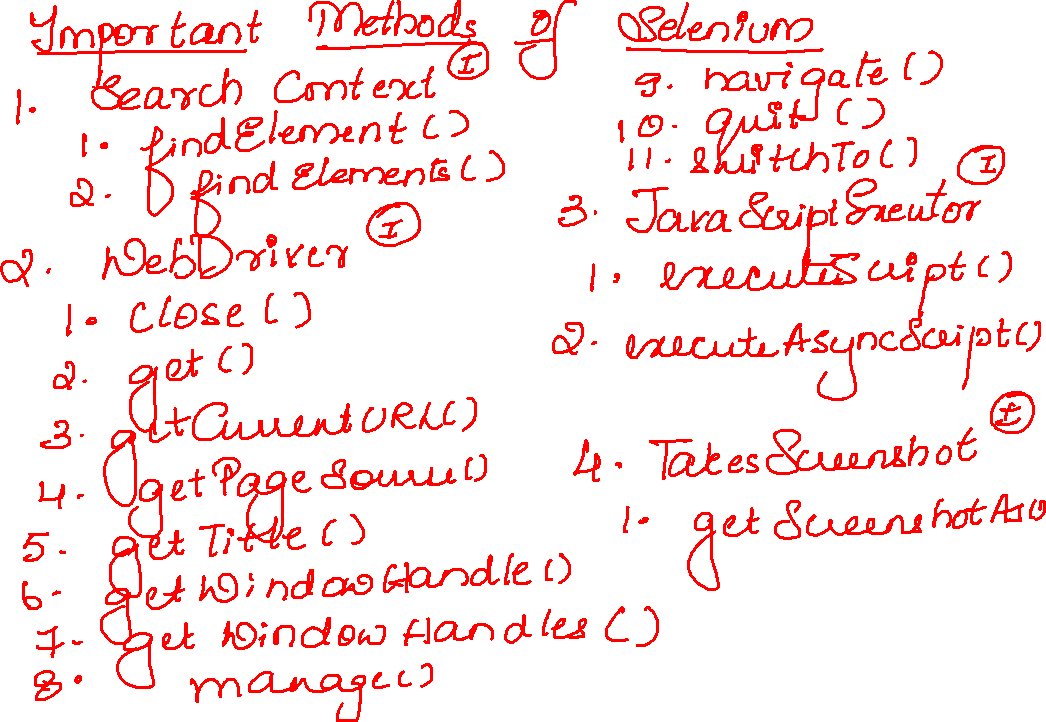 Important Methods of Selenium
1. Search Context I
1. findElement()
2. findElements()
2. WebDriver I
1. close()
2. get()
3. getCurrentURL()
4. getPageSource()
5. getTitle()
6. getWindowHandle()
7. getWindowHandles()
8. manage()
9. navigate()
10. quit()
11. switchTo()
3. JavaScriptExecutor I
1. executeScript()
2. executeAsyncScript()
4. TakesScreenshot I
1. getScreenshotAs()